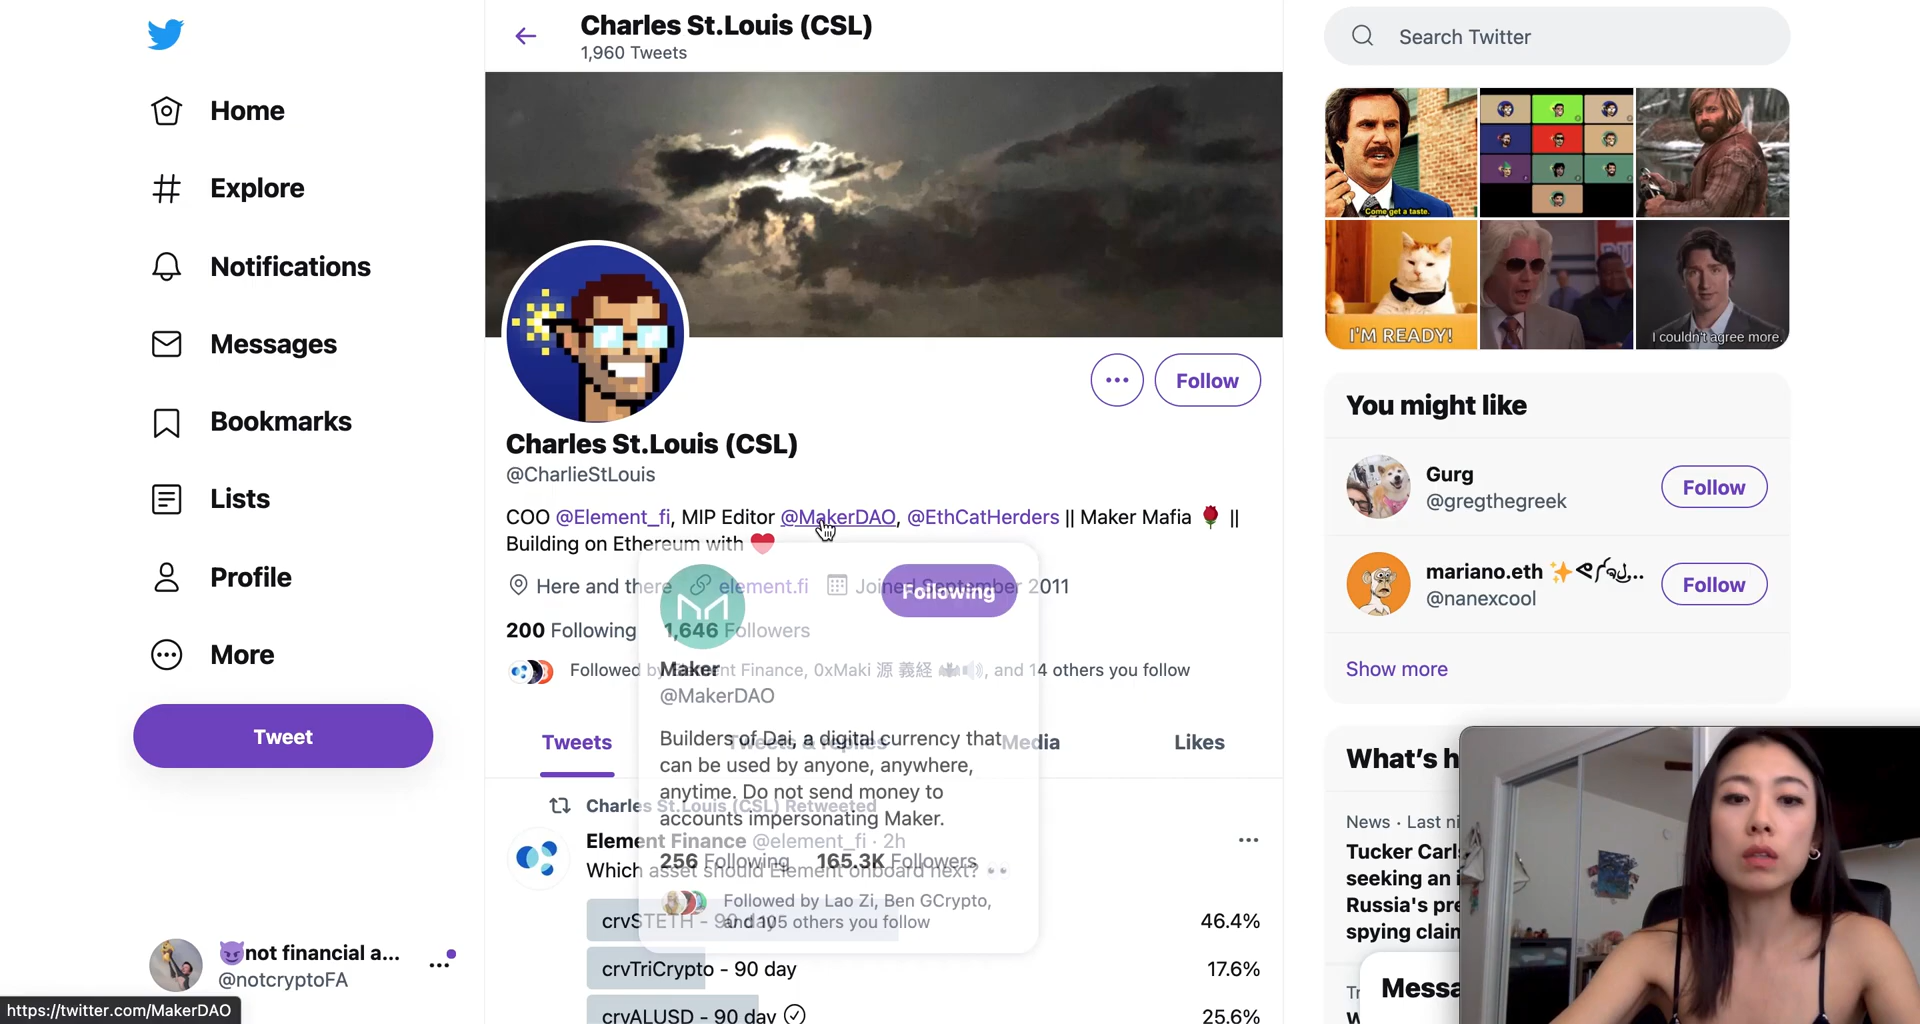 Charles St.Louis (CSL)
1,960 Tweets
Search Twitter
Home
Explore
Notifications
Messages
Bookmarks
Lists
Profile
More
Tweet
not financial a...
@notcryptoFA
https://twitter.com/MakerDAO
Follow
Charles St.Louis (CSL)
@CharlieStLouis
COO @Element_fi, MIP Editor @MakerDAO, @EthCatHerders || Maker Mafia 🌹 ||
Building on Ethereum with ❤️
Here and there element.fi Joined September 2011
200 Following 1,646 Followers
Followed by Element Finance, 0xMaki 源 義経, and 14 others you follow
Following
Maker
@MakerDAO
Builders of Dai, a digital currency that
can be used by anyone, anywhere,
anytime. Do not send money to
accounts impersonating Maker.
256 Following 165.3K Followers
Followed by Lao Zi, Ben GCrypto,
and 105 others you follow
Tweets Tweets & replies Media Likes
Charles St.Louis (CSL) Retweeted
Element Finance @element_fi · 2h
Which asset should Element onboard next? 👀
crvSTETH - 90 day 46.4%
crvTriCrypto - 90 day 17.6%
crvALUSD - 90 day 25.6%
Come get a taste.
I'M READY!
I couldn't agree more.
You might like
Gurg
@gregthegreek
Follow
mariano.eth
@nanexcool
Follow
Show more
What's h
News · Last ni
Tucker Carl
seeking an i
Russia's pre
spying clain
Messa